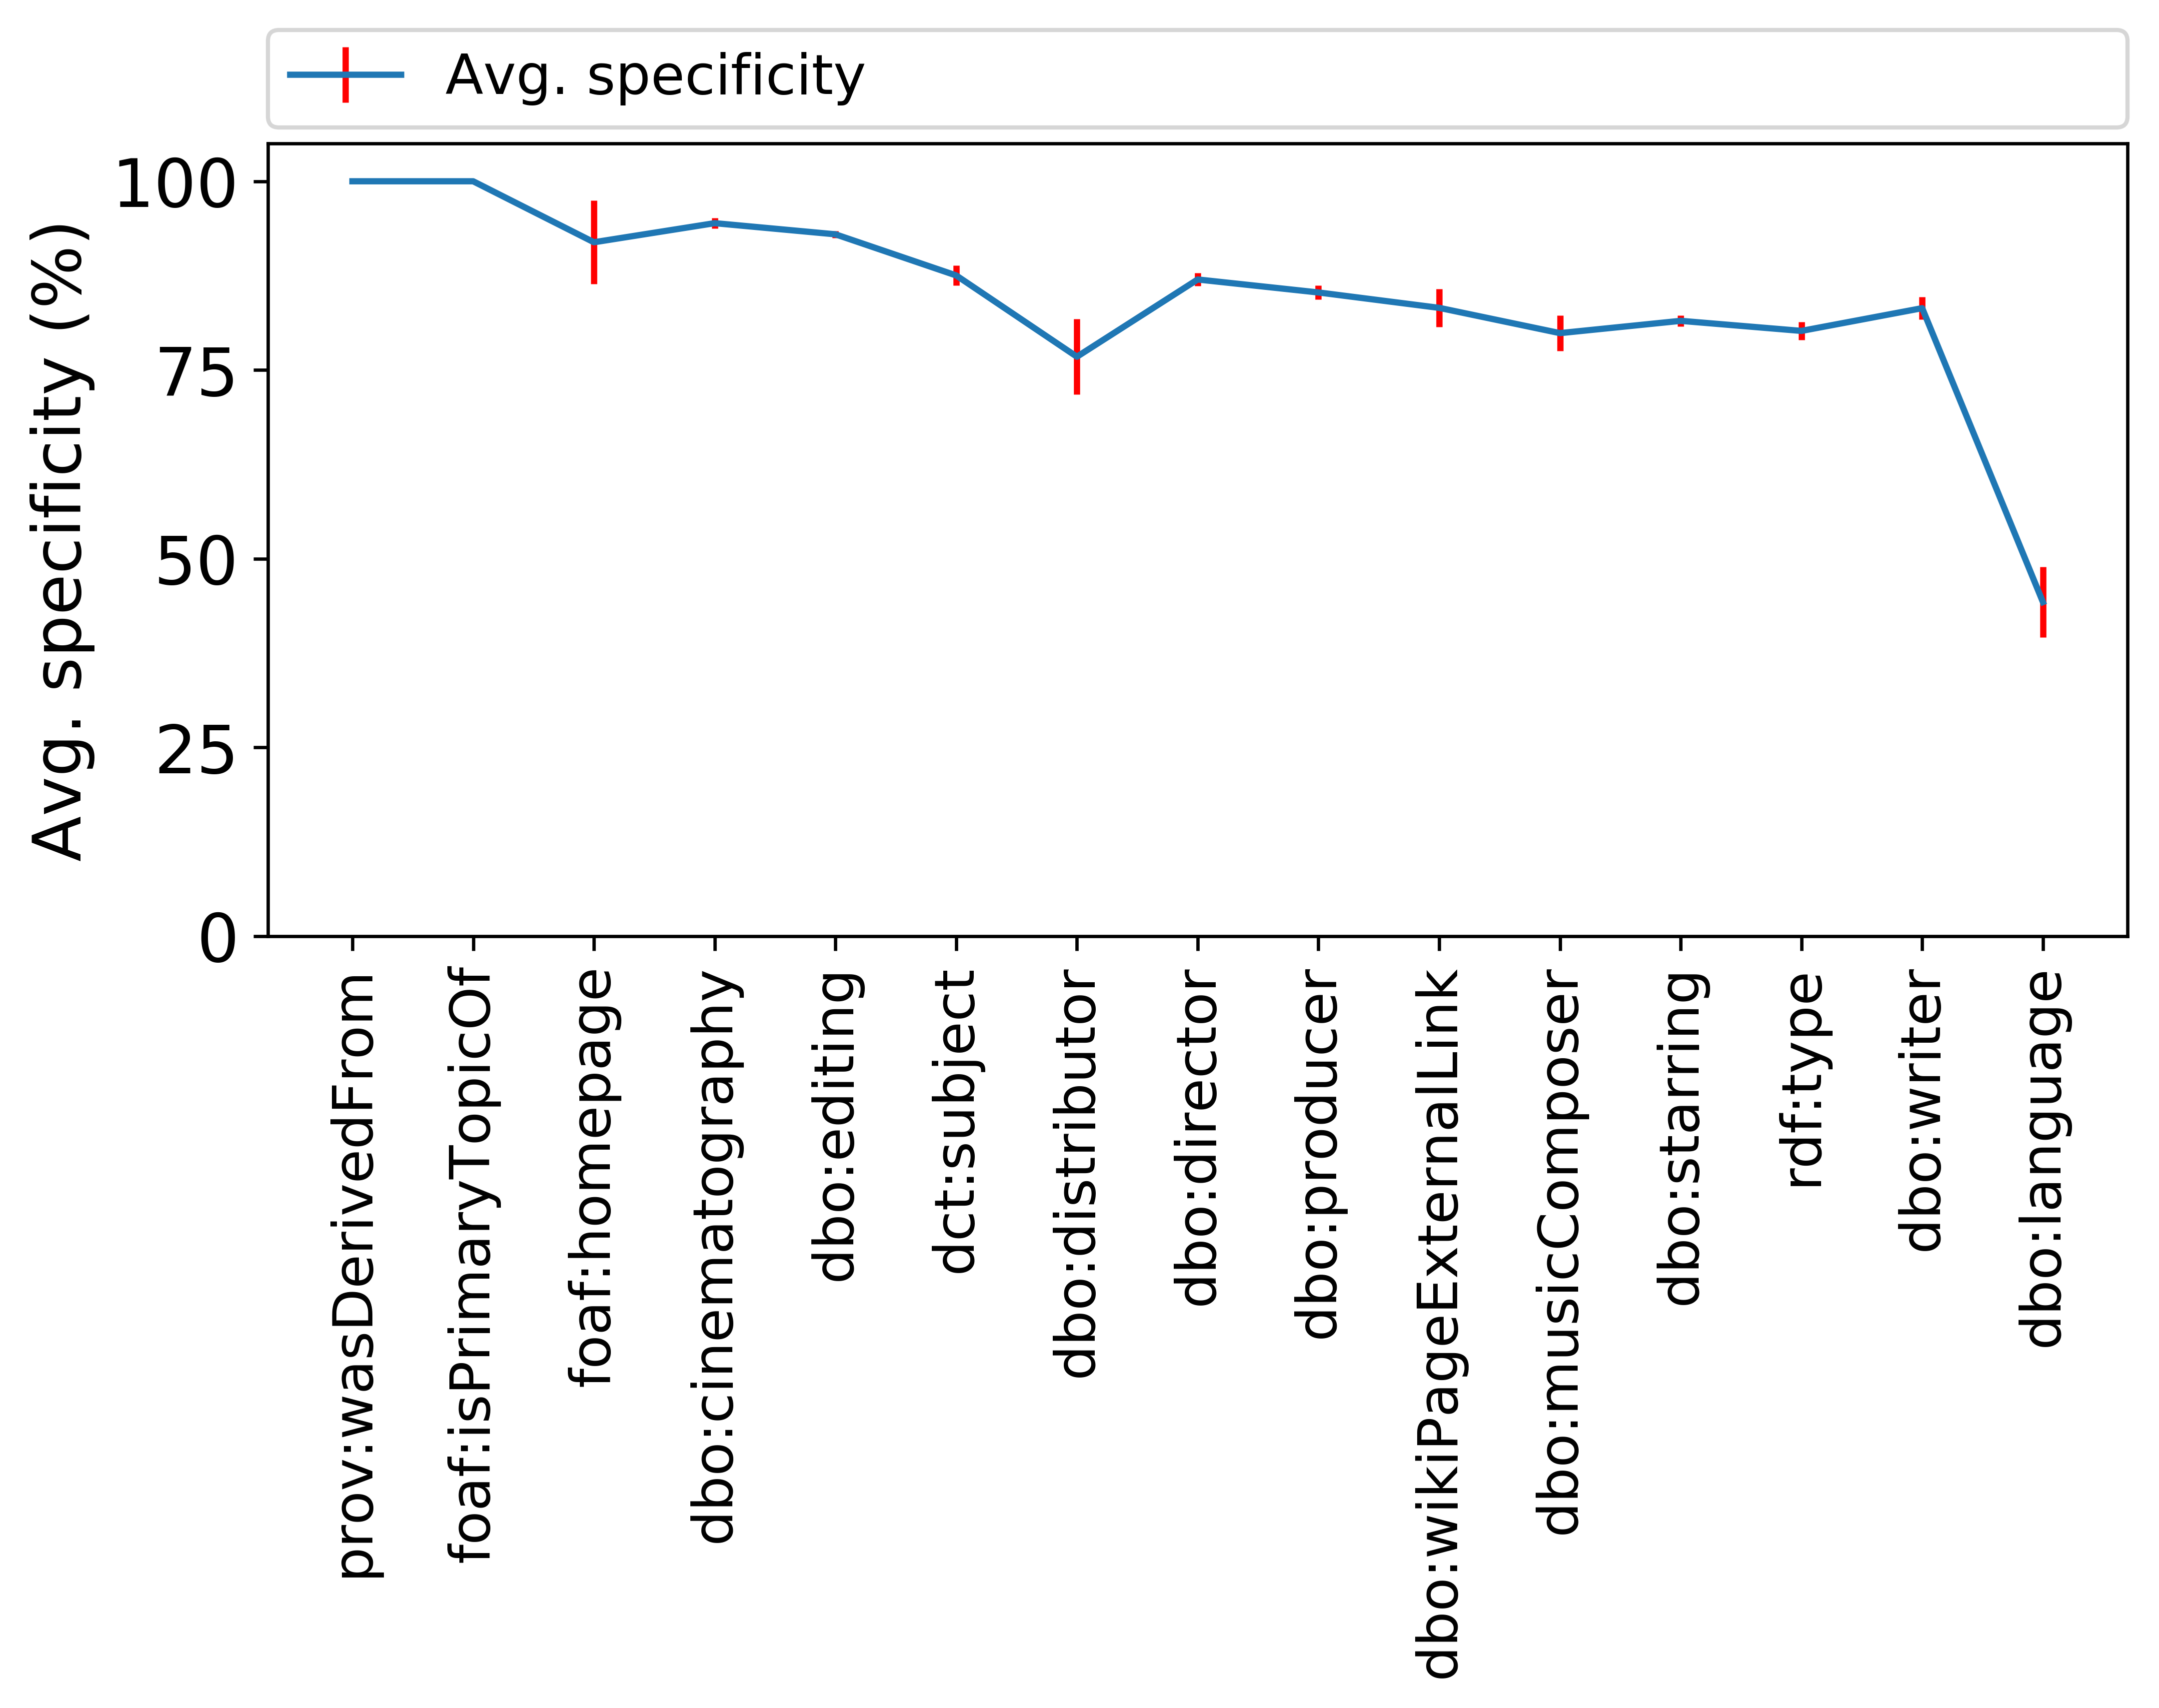 Avg. specificity
Avg. specificity (%)
100
75
50
25
0
prov:wasDerivedFrom
foaf:isPrimaryTopicOf
foaf:homepage
dbo:cinematography
dbo:editing
dct:subject
dbo:distributor
dbo:director
dbo:producer
dbo:wikiPageExternalLink
dbo:musicComposer
dbo:starring
rdf:type
dbo:writer
dbo:language